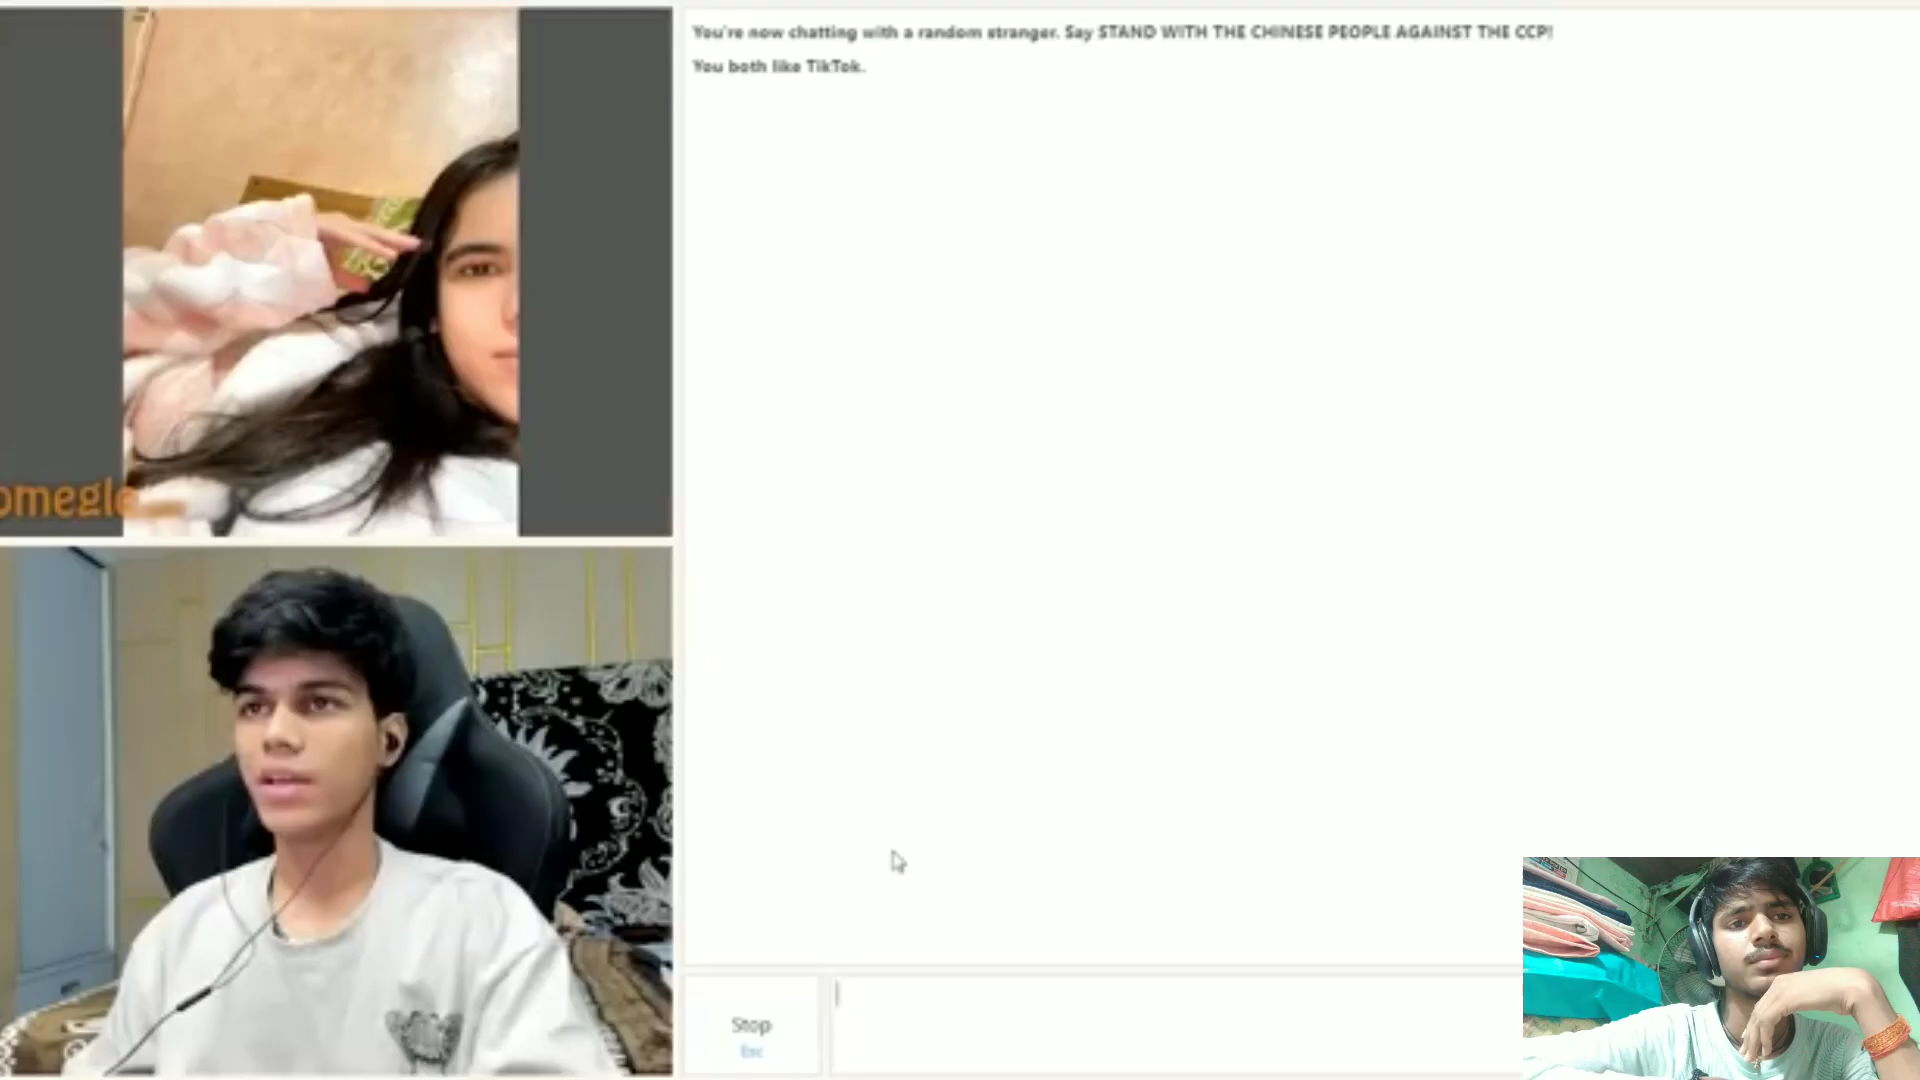 You're now chatting with a random stranger. Say STAND WITH THE CHINESE PEOPLE AGAINST THE CCP!
You both like TikTok.
omegle
Stop
Esc